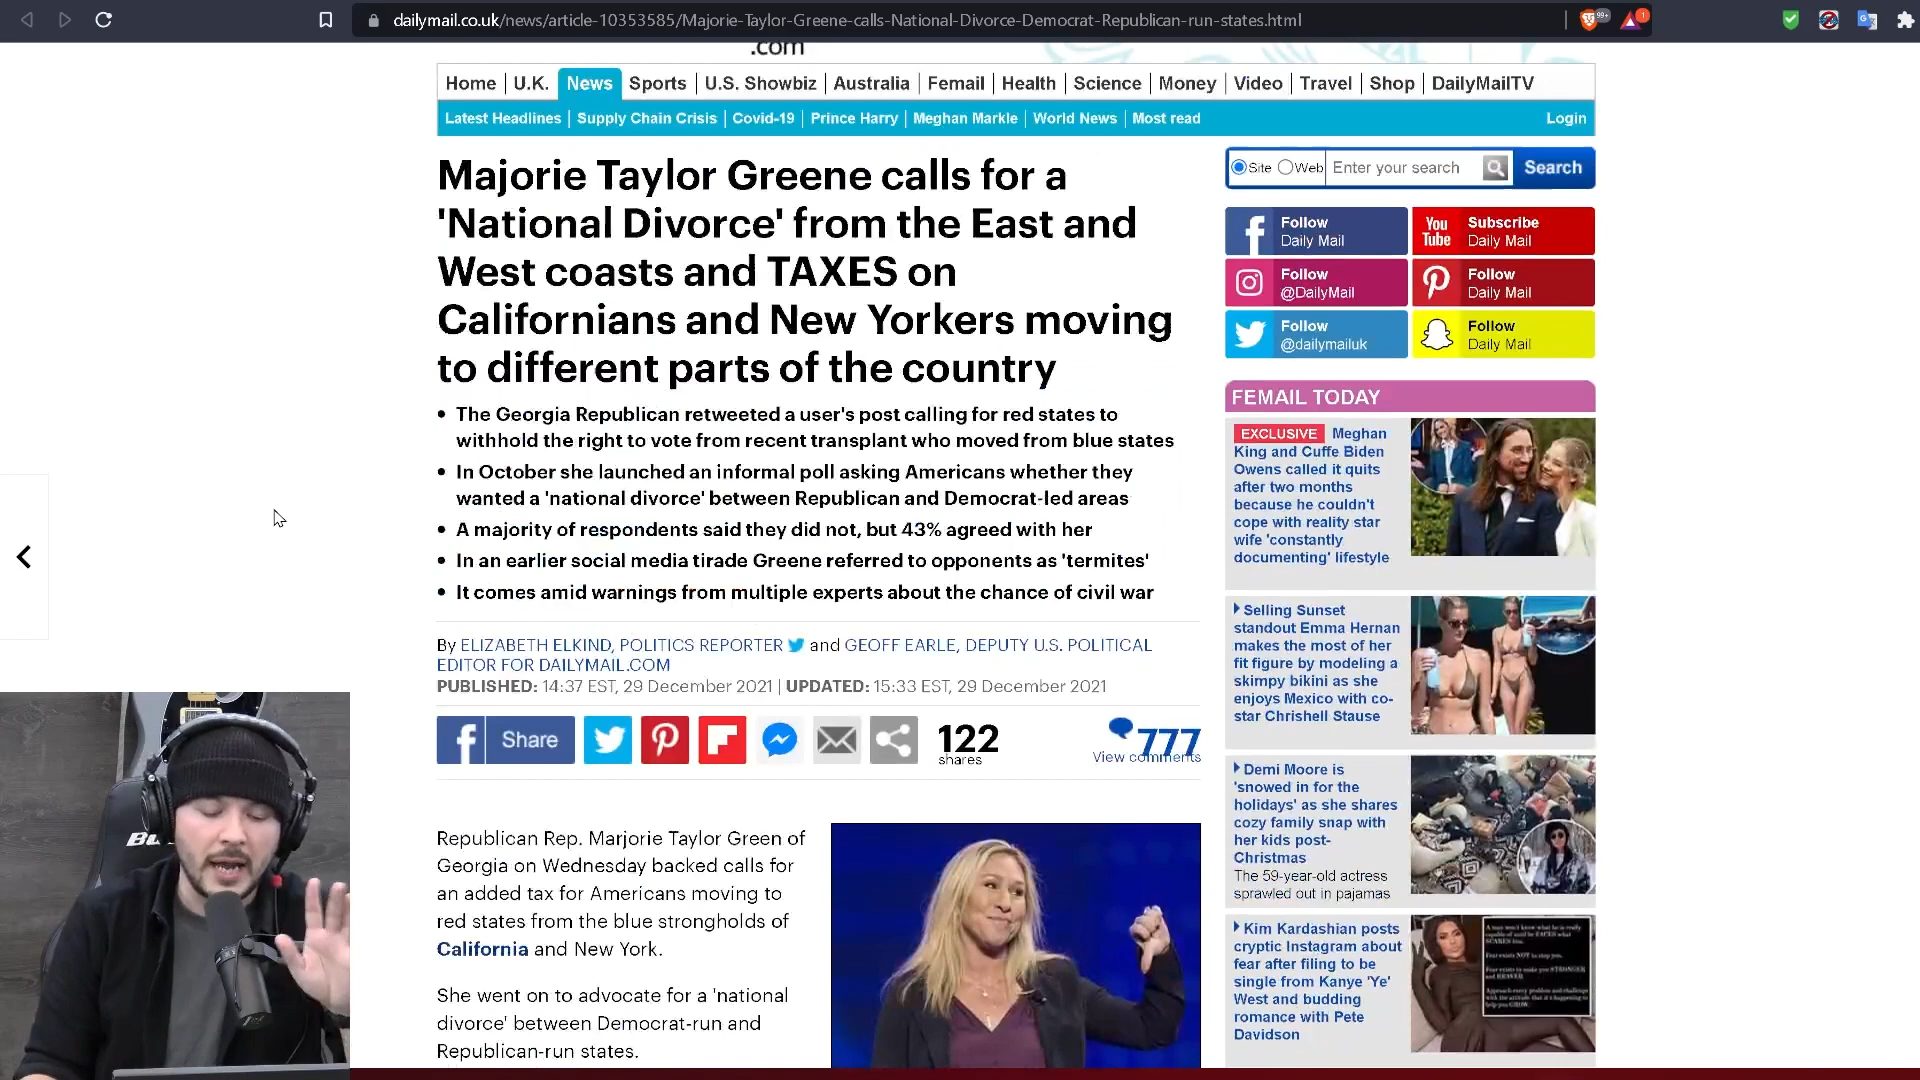 dailymail.co.uk/news/article-10353585/Majorie-Taylor-Greene-calls-National-Divorce-Democrat-Republican-run-states.html
99+
1
.com
Home U.K. News Sports U.S. Showbiz Australia Femail Health Science Money Video Travel Shop DailyMailTV
Latest Headlines Supply Chain Crisis Covid-19 Prince Harry Meghan Markle World News Most read Login
Majorie Taylor Greene calls for a
'National Divorce' from the East and
West coasts and TAXES on
Californians and New Yorkers moving
to different parts of the country
• The Georgia Republican retweeted a user's post calling for red states to
withhold the right to vote from recent transplant who moved from blue states
• In October she launched an informal poll asking Americans whether they
wanted a 'national divorce' between Republican and Democrat-led areas
• A majority of respondents said they did not, but 43% agreed with her
• In an earlier social media tirade Greene referred to opponents as 'termites'
• It comes amid warnings from multiple experts about the chance of civil war
By ELIZABETH ELKIND, POLITICS REPORTER and GEOFF EARLE, DEPUTY U.S. POLITICAL
EDITOR FOR DAILYMAIL.COM
PUBLISHED: 14:37 EST, 29 December 2021 | UPDATED: 15:33 EST, 29 December 2021
Share
122
shares
777
View comments
Republican Rep. Marjorie Taylor Green of
Georgia on Wednesday backed calls for
an added tax for Americans moving to
red states from the blue strongholds of
California and New York.
She went on to advocate for a 'national
divorce' between Democrat-run and
Republican-run states.
Site Web Enter your search Search
Follow
Daily Mail
You
Tube
Subscribe
Daily Mail
Follow
@DailyMail
Follow
Daily Mail
Follow
@dailymailuk
Follow
Daily Mail
FEMAIL TODAY
EXCLUSIVE Meghan
King and Cuffe Biden
Owens called it quits
after two months
because he couldn't
cope with reality star
wife 'constantly
documenting' lifestyle
Selling Sunset
standout Emma Hernan
makes the most of her
fit figure by modeling a
skimpy bikini as she
enjoys Mexico with co-
star Chrishell Stause
Demi Moore is
'snowed in for the
holidays' as she shares
cozy family snap with
her kids post-
Christmas
The 59-year-old actress
sprawled out in pajamas
Kim Kardashian posts
cryptic Instagram about
fear after filing to be
single from Kanye 'Ye'
West and budding
romance with Pete
Davidson